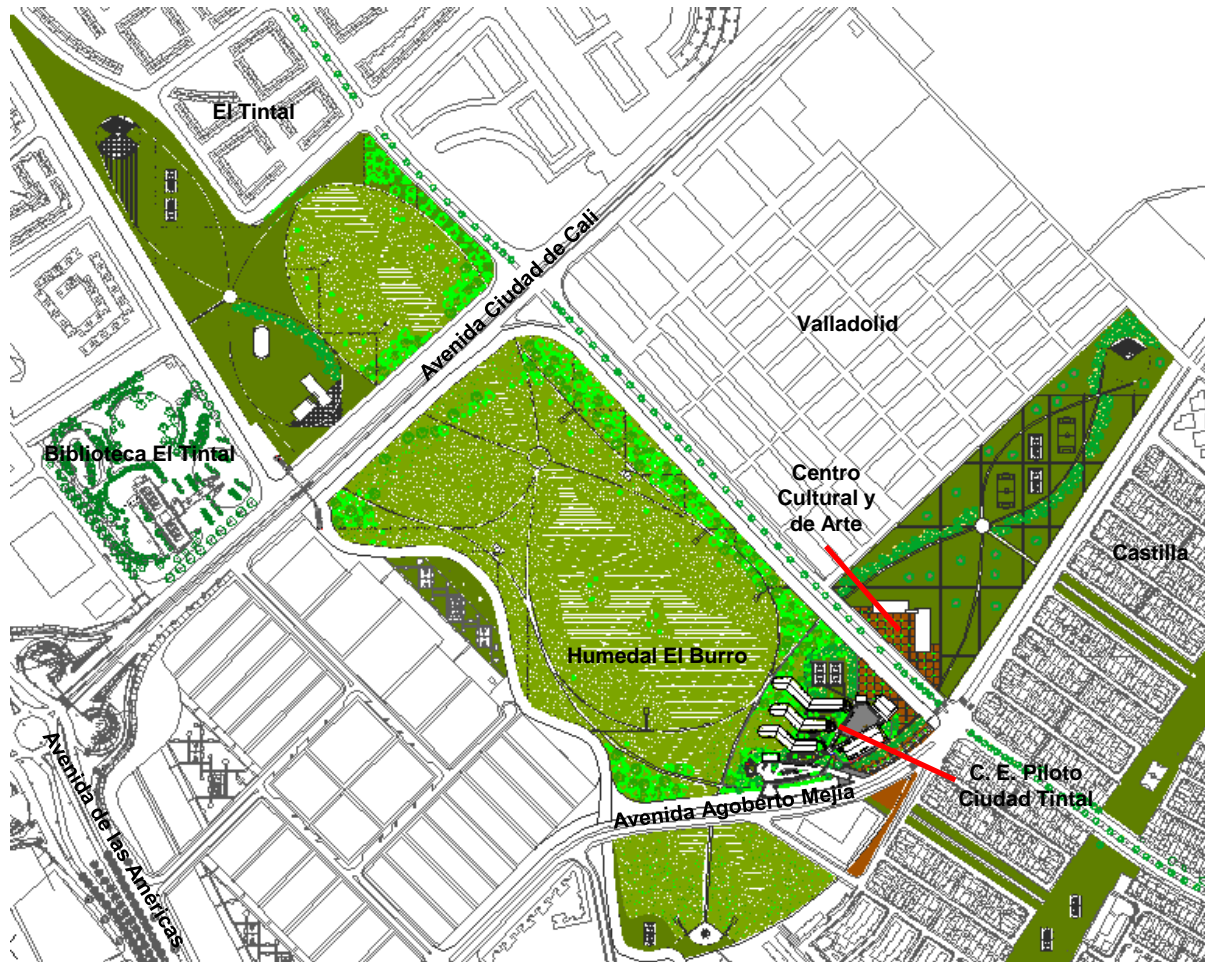 El Tintal
Avenida Ciudad de Cali
Valladolid
Biblioteca El Tintal
Centro
Cultural y
de Arte
Castilla
Humedal El Burro
C. E. Piloto
Ciudad Tintal
Avenida Agoberto Mejia
Avenida de las Américas